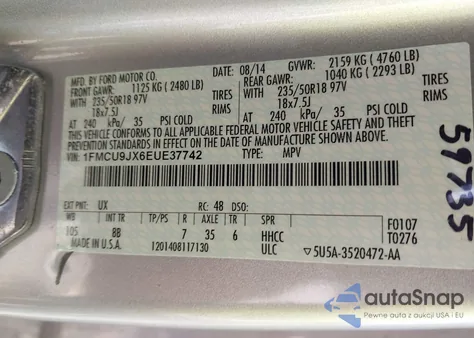 MFD. BY FORD MOTOR CO.
08/14 GVWR: 2159 KG ( 4760 LB)
FRONT GAWR: 1125 KG ( 2480 LB) REAR GAWR: 1040 KG ( 2293 LB)
WITH 235/50R18 97V TIRES WITH 235/50R18 97V TIRES
18x7.5J RIMS 18x7.5J RIMS
AT 240 kPa/ 35 PSI COLD AT 240 kPa/ 35 PSI COLD
THIS VEHICLE CONFORMS TO ALL APPLICABLE FEDERAL MOTOR VEHICLE SAFETY,
BUMPER, AND THEFT PREVENTION STANDARDS IN EFFECT ON THE DATE OF MANUFACTURE SHOWN ABOVE.
VIN: 1FMCU9JX6EUE37742
TYPE: MPV
EXT PNT: UX RC: 48 DSO:
WB INT TR TP/PS R AXLE TR SPR
105 8B 7 35 6 HHCC
MADE IN U.S.A. 1201408117130 ULC
F0107
T0276
5U5A-3520472-AA
59735
autoSnap
Pewne auta z aukcji USA i EU